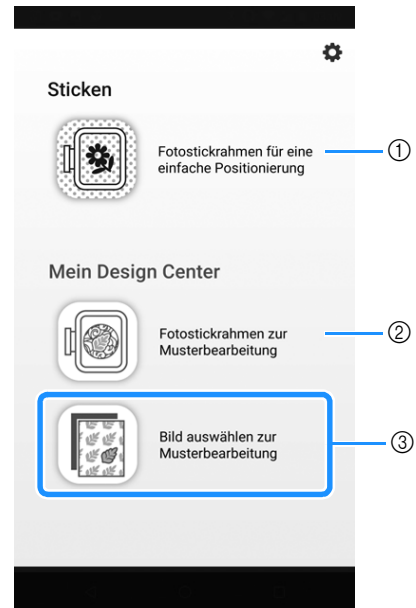 Sticken
Fotostickrahmen für eine
einfache Positionierung
①
Mein Design Center
Fotostickrahmen zur
Musterbearbeitung
②
Bild auswählen zur
Musterbearbeitung
③